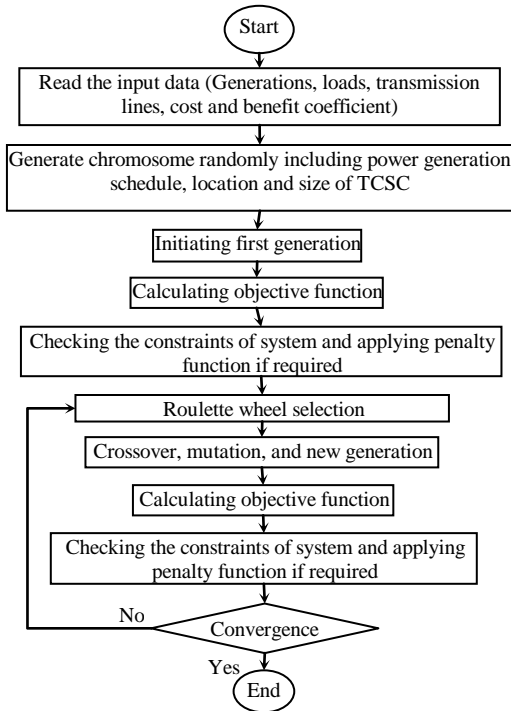 Start
Read the input data (Generations, loads, transmission
lines, cost and benefit coefficient)
Generate chromosome randomly including power generation
schedule, location and size of TCSC
Initiating first generation
Calculating objective function
Checking the constraints of system and applying penalty
function if required
Roulette wheel selection
Crossover, mutation, and new generation
Calculating objective function
Checking the constraints of system and applying
penalty function if required
No
Convergence
Yes
End